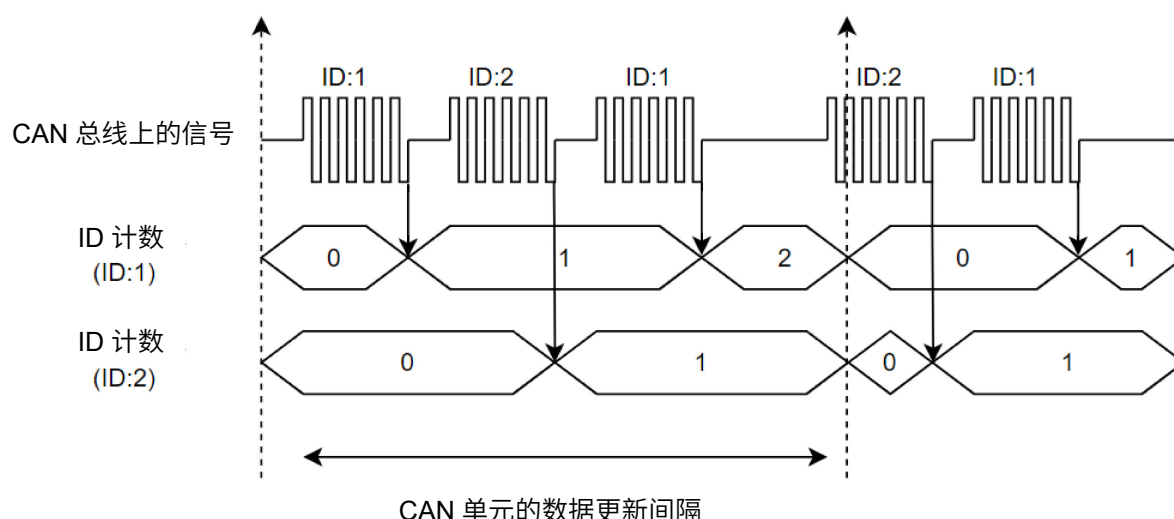 ID:1 ID:2 ID:1 ID:2 ID:1
CAN 总线上的信号
ID 计数
(ID:1)
0 1 2 0 1
ID 计数
(ID:2)
0 1 0 1
CAN 单元的数据更新间隔